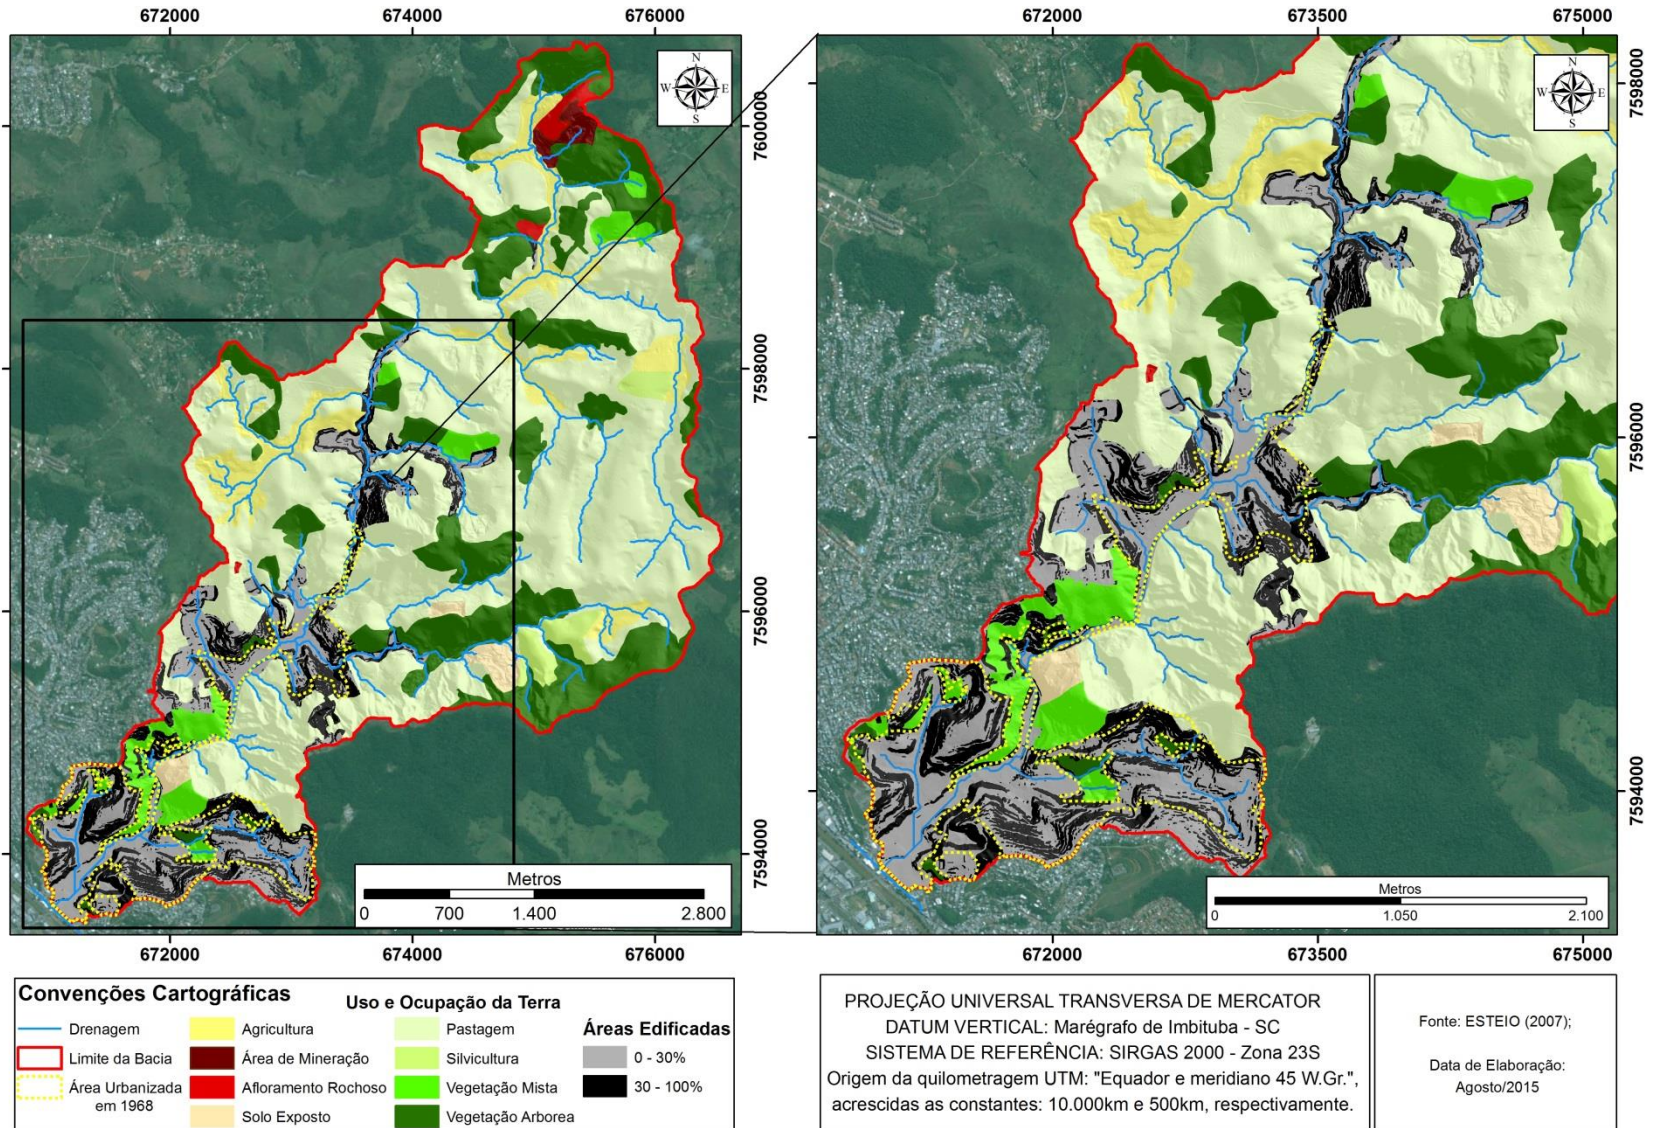 672000 674000 676000
672000 673500 675000
N
W E
S
N
W E
S
7600000
7598000
7596000
7594000
7598000
7596000
7594000
Metros
0 700 1.400 2.800
Metros
0 1.050 2.100
672000 674000 676000
672000 673500 675000
Convenções Cartográficas
Drenagem
Limite da Bacia
Área Urbanizada
em 1968
Uso e Ocupação da Terra
Agricultura
Área de Mineração
Afloramento Rochoso
Solo Exposto
Pastagem
Silvicultura
Vegetação Mista
Vegetação Arborea
Áreas Edificadas
0 - 30%
30 - 100%
PROJEÇÃO UNIVERSAL TRANSVERSA DE MERCATOR
DATUM VERTICAL: Marégrafo de Imbituba - SC
SISTEMA DE REFERÊNCIA: SIRGAS 2000 - Zona 23S
Origem da quilometragem UTM: "Equador e meridiano 45 W.Gr.",
acrescidas as constantes: 10.000km e 500km, respectivamente.
Fonte: ESTEIO (2007);
Data de Elaboração:
Agosto/2015